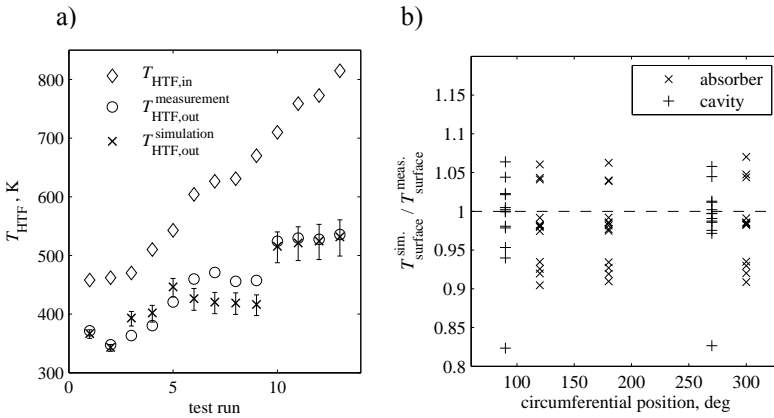 a)
800
700
600
500
400
300
0
5
10
T_HTF, K
test run
T_HTF,in
T_HTF,out^measurement
T_HTF,out^simulation
b)
1.15
1.1
1.05
1
0.95
0.9
0.85
0.8
100
150
200
250
300
T_surface^sim. / T_surface^meas.
circumferential position, deg
absorber
cavity